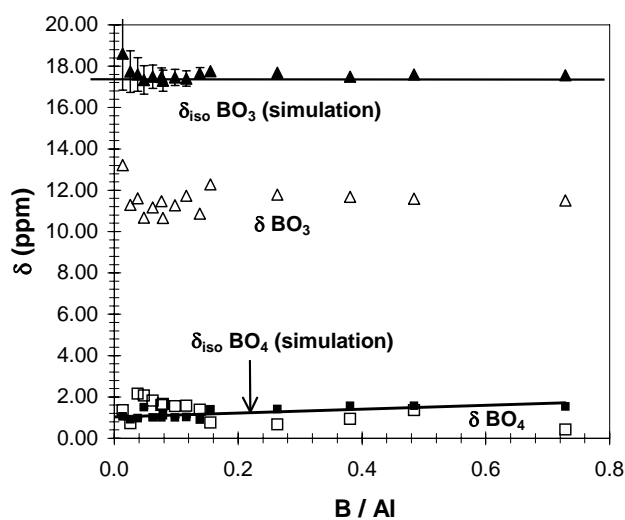 20.00
18.00
16.00
14.00
12.00
10.00
8.00
6.00
4.00
2.00
0.00
δ (ppm)
δiso BO3 (simulation)
δ BO3
δiso BO4 (simulation)
δ BO4
0.0 0.2 0.4 0.6 0.8
B / Al